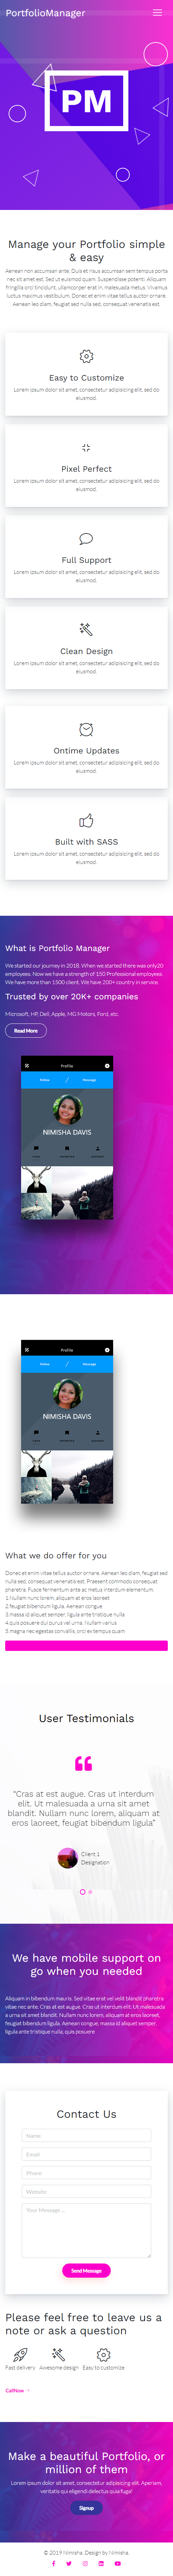 PortfolioManager
PM
Manage your Portfolio simple
& easy
Aenean non accumsan ante. Duis et risus accumsan sem tempus porta
nec sit amet est. Sed ut euismod quam. Suspendisse potenti. Aliquam
fringilla orci tincidunt, ullamcorper erat in, malesuada metus. Vivamus
luctus maximus vestibulum. Donec et enim vitae tellus auctor ornare.
Aenean leo diam, feugiat sed nulla sed, consequat venenatis est.
Easy to Customize
Lorem ipsum dolor sit amet, consectetur adipisicing elit, sed do
eiusmod.
Pixel Perfect
Lorem ipsum dolor sit amet, consectetur adipisicing elit, sed do
eiusmod.
Full Support
Lorem ipsum dolor sit amet, consectetur adipisicing elit, sed do
eiusmod.
Clean Design
Lorem ipsum dolor sit amet, consectetur adipisicing elit, sed do
eiusmod.
Ontime Updates
Lorem ipsum dolor sit amet, consectetur adipisicing elit, sed do
eiusmod.
Built with SASS
Lorem ipsum dolor sit amet, consectetur adipisicing elit, sed do
eiusmod.
What is Portfolio Manager
We started our journey in 2018. When we started there was only20
employees. Now we have a strength of 150 Professional employees.
We have more than 1500 client. We have 200+ country in service.
Trusted by over 20K+ companies
Microsoft, HP, Dell, Apple, MG Motors, Ford, etc.
Read More
Profile
Follow / Message
NIMISHA DAVIS
Profile
Follow / Message
NIMISHA DAVIS
What we do offer for you
Donec et enim vitae tellus auctor ornare. Aenean leo diam, feugiat sed
nulla sed, consequat venenatis est. Praesent commodo consequat
pharetra. Fusce fermentum ante ac metus interdum elementum.
1.Nullam nunc lorem, aliquam at eros laoreet
2.feugiat bibendum ligula. Aenean congue
3.massa id aliquet semper, ligula ante tristique nulla
4.quis posuere dui purus vel urna. Nullam varius
5.magna nec egestas convallis, orci ex tempus quam
User Testimonials
“Cras at est augue. Cras ut interdum
elit. Ut malesuada a urna sit amet
blandit. Nullam nunc lorem, aliquam at
eros laoreet, feugiat bibendum ligula”
Client 1
Designation
We have mobile support on
go when you needed
Aliquam in bibendum mauris. Sed vitae erat vel velit blandit pharetra
vitae nec ante. Cras at est augue. Cras ut interdum elit. Ut malesuada
a urna sit amet blandit. Nullam nunc lorem, aliquam at eros laoreet,
feugiat bibendum ligula. Aenean congue, massa id aliquet semper,
ligula ante tristique nulla, quis posuere
Contact Us
Name
Email
Phone
Website
Your Message ...
Send Message
Please feel free to leave us a
note or ask a question
Fast delivery
Awesome design
Easy to customize
CallNow →
Make a beautiful Portfolio, or
million of them
Lorem ipsum dolor sit amet, consectetur adipisicing elit. Aperiam,
veritatis qui eligendi delectus quia fuga!
Signup
© 2019 Nimisha. Design by Nimisha.